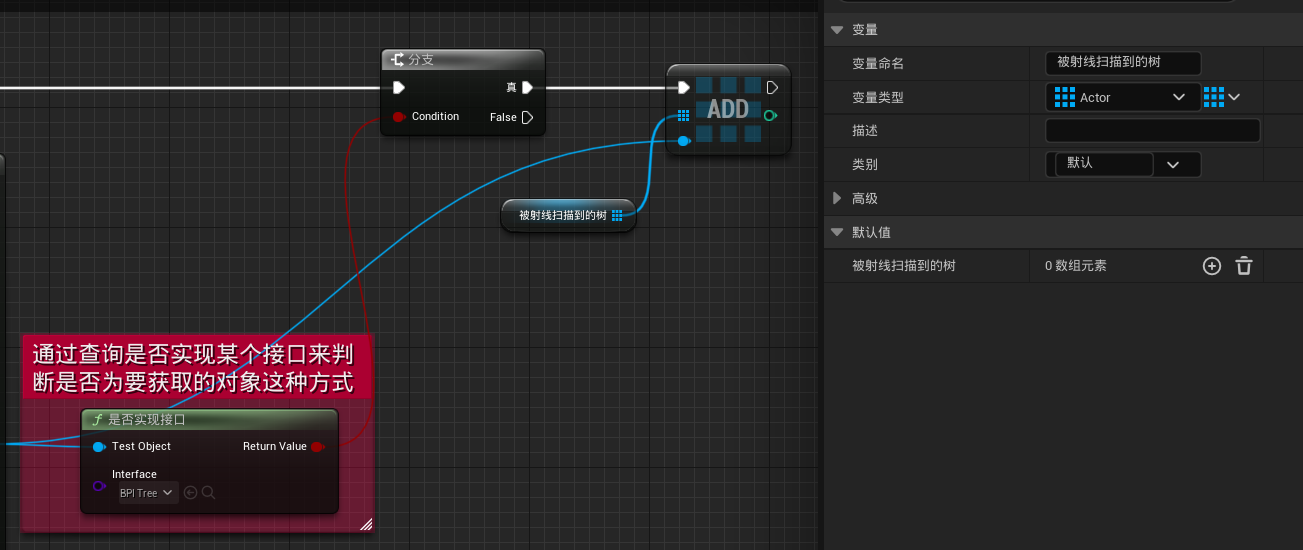 分支
真
Condition
False
ADD
被射线扫描到的树
通过查询是否实现某个接口来判
断是否为要获取的对象这种方式
f 是否实现接口
Test Object
Return Value
Interface
BPI Tree
变量
变量命名
被射线扫描到的树
变量类型
Actor
描述
类别
默认
高级
默认值
被射线扫描到的树
0 数组元素